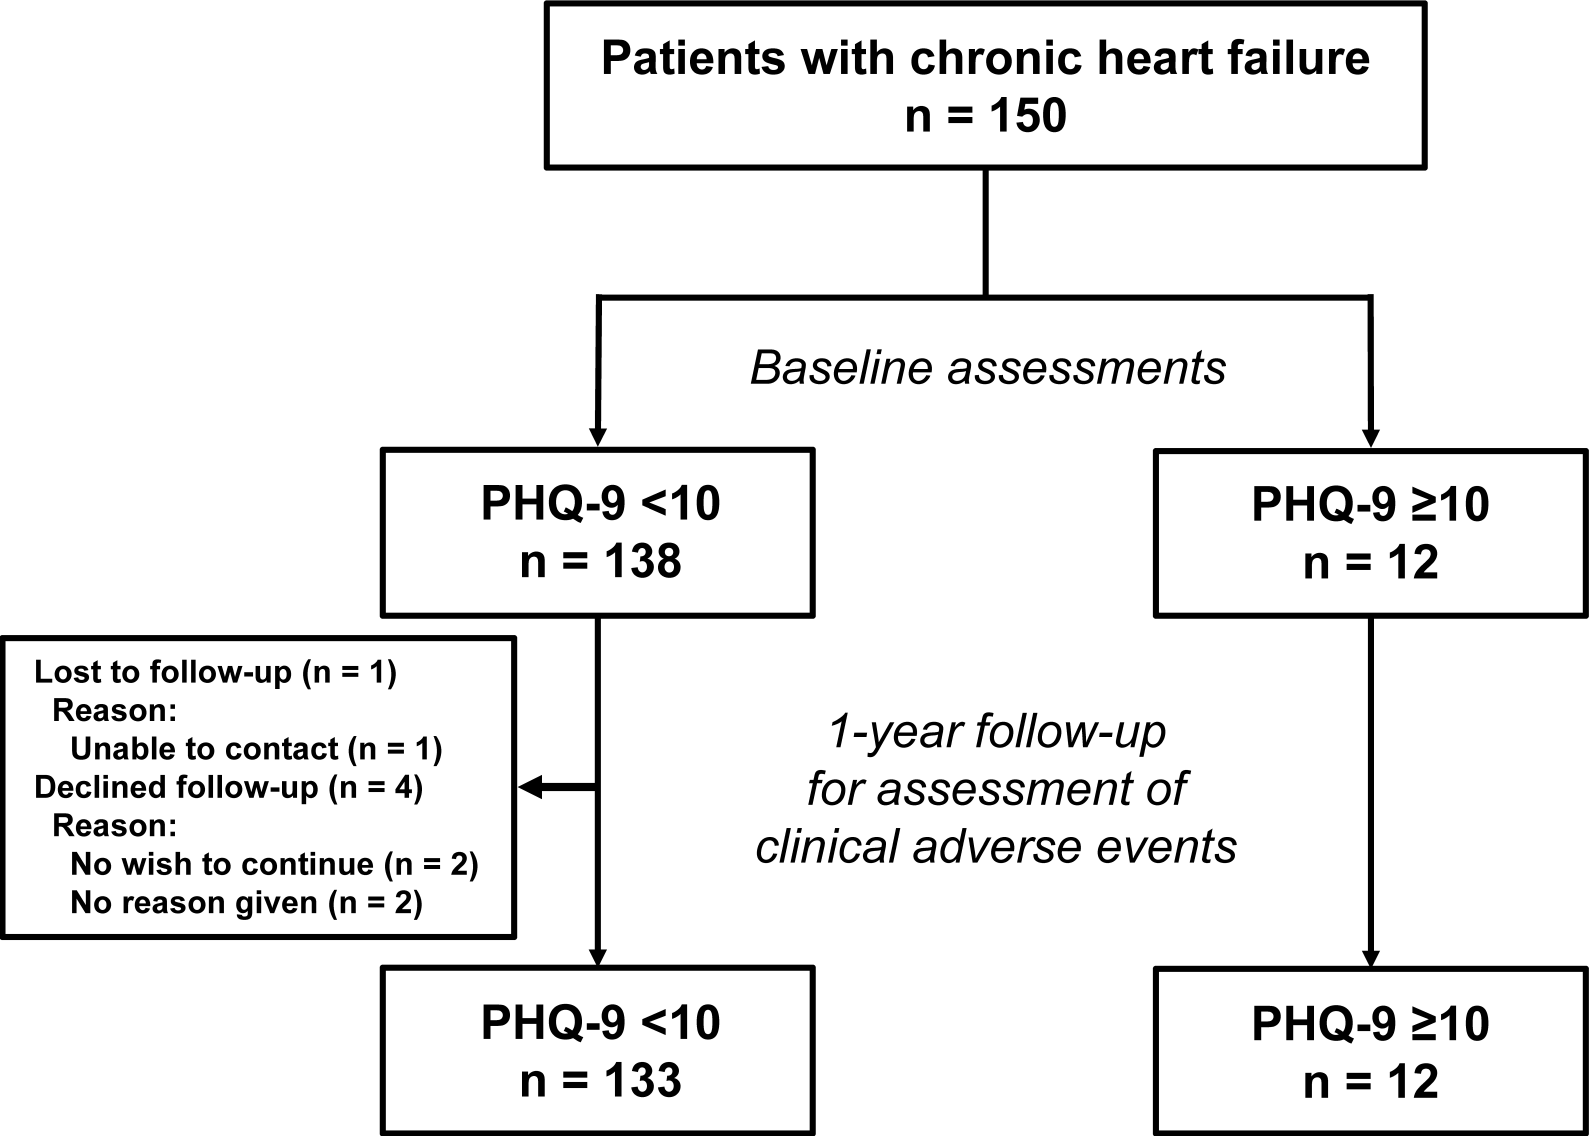 Patients with chronic heart failure
n = 150
Baseline assessments
PHQ-9 <10
n = 138
PHQ-9 ≥10
n = 12
Lost to follow-up (n = 1)
Reason:
Unable to contact (n = 1)
Declined follow-up (n = 4)
Reason:
No wish to continue (n = 2)
No reason given (n = 2)
1-year follow-up
for assessment of
clinical adverse events
PHQ-9 <10
n = 133
PHQ-9 ≥10
n = 12